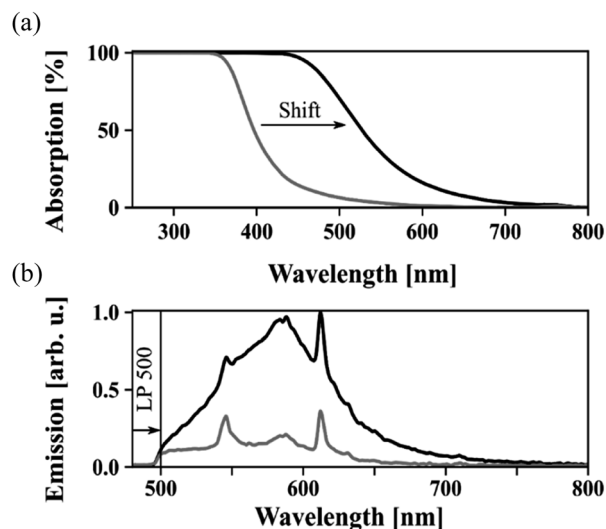 (a)
Absorption [%]
100
50
0
Shift
300 400 500 600 700 800
Wavelength [nm]
(b)
Emission [arb. u.]
1.0
0.5
0.0
LP 500
500 600 700 800
Wavelength [nm]